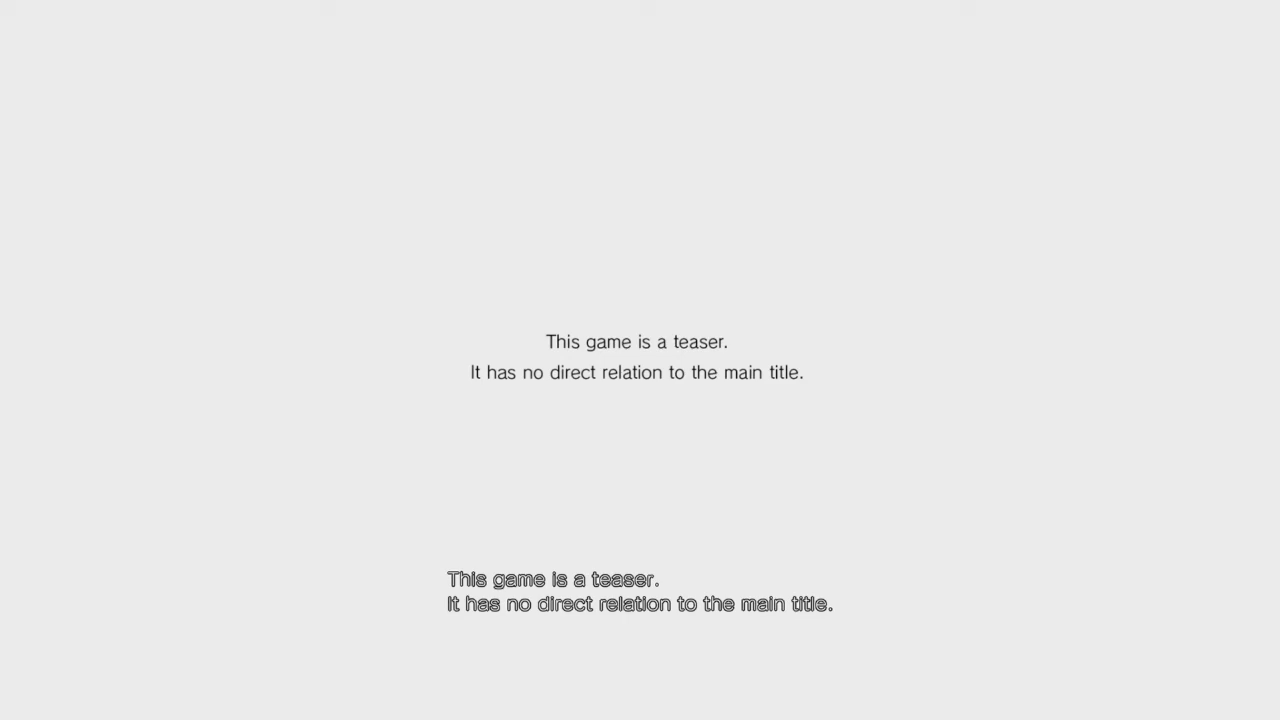 This game is a teaser.
It has no direct relation to the main title.
This game is a teaser.
It has no direct relation to the main title.